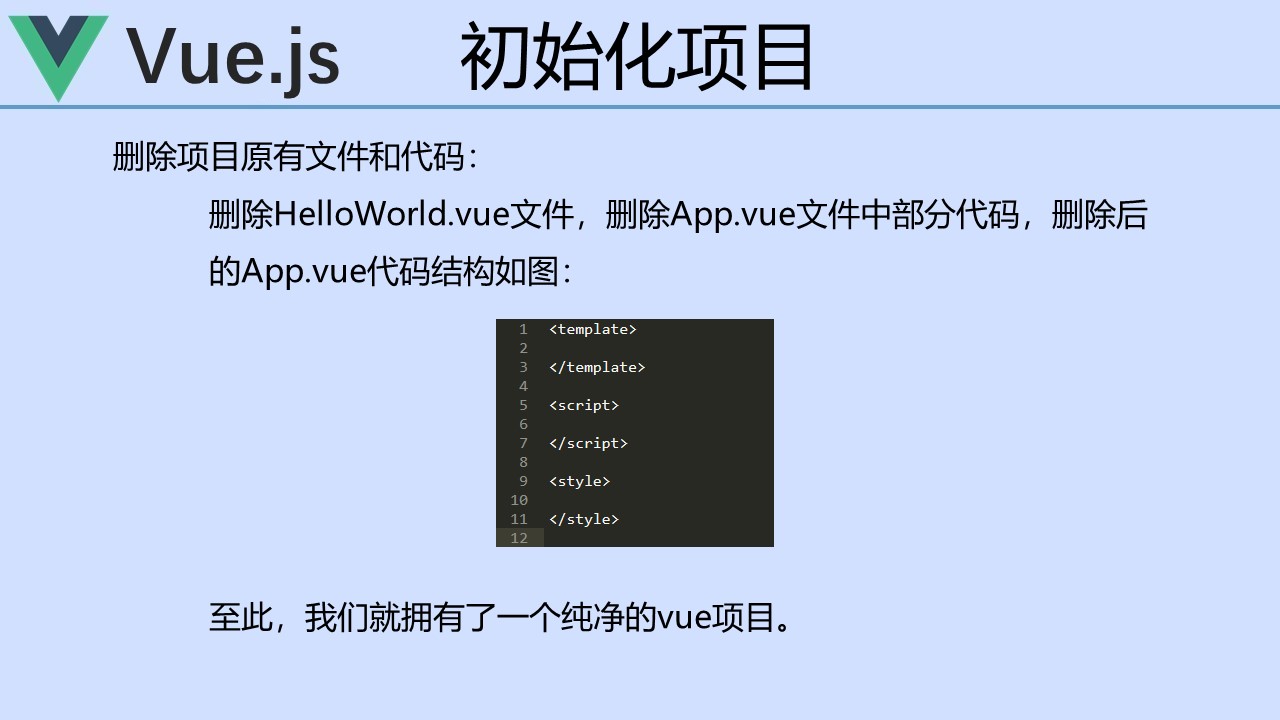 Vue.js 初始化项目
删除项目原有文件和代码：
删除HelloWorld.vue文件，删除App.vue文件中部分代码，删除后
的App.vue代码结构如图：
1 <template>
2
3 </template>
4
5 <script>
6
7 </script>
8
9 <style>
10
11 </style>
12
至此，我们就拥有了一个纯净的vue项目。